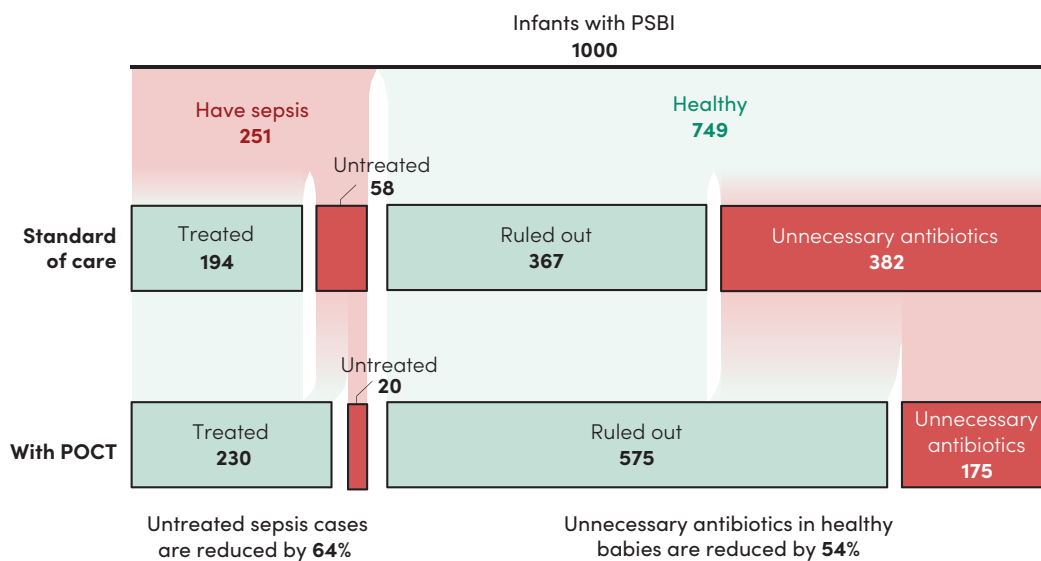 Infants with PSBI
1000
Have sepsis
251
Healthy
749
Untreated
58
Standard
of care
Treated
194
Ruled out
367
Unnecessary antibiotics
382
Untreated
20
With POCT
Treated
230
Ruled out
575
Unnecessary
antibiotics
175
Untreated sepsis cases
are reduced by 64%
Unnecessary antibiotics in healthy
babies are reduced by 54%